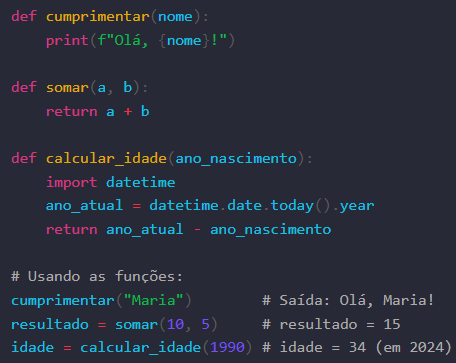 def cumprimentar(nome):
    print(f"Olá, {nome}!")

def somar(a, b):
    return a + b

def calcular_idade(ano_nascimento):
    import datetime
    ano_atual = datetime.date.today().year
    return ano_atual - ano_nascimento

# Usando as funções:
cumprimentar("Maria")        # Saída: Olá, Maria!
resultado = somar(10, 5)     # resultado = 15
idade = calcular_idade(1990) # idade = 34 (em 2024)